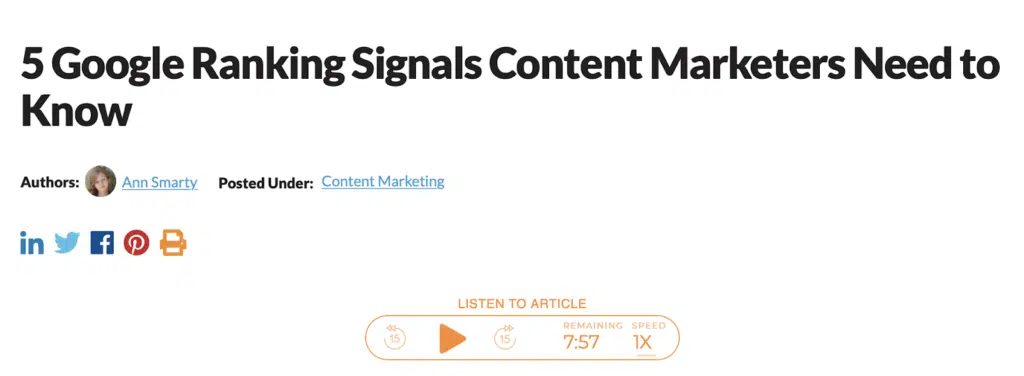 5 Google Ranking Signals Content Marketers Need to
Know
Authors: Ann Smarty Posted Under: Content Marketing
in f
LISTEN TO ARTICLE
15 15 REMAINING SPEED
7:57 1X